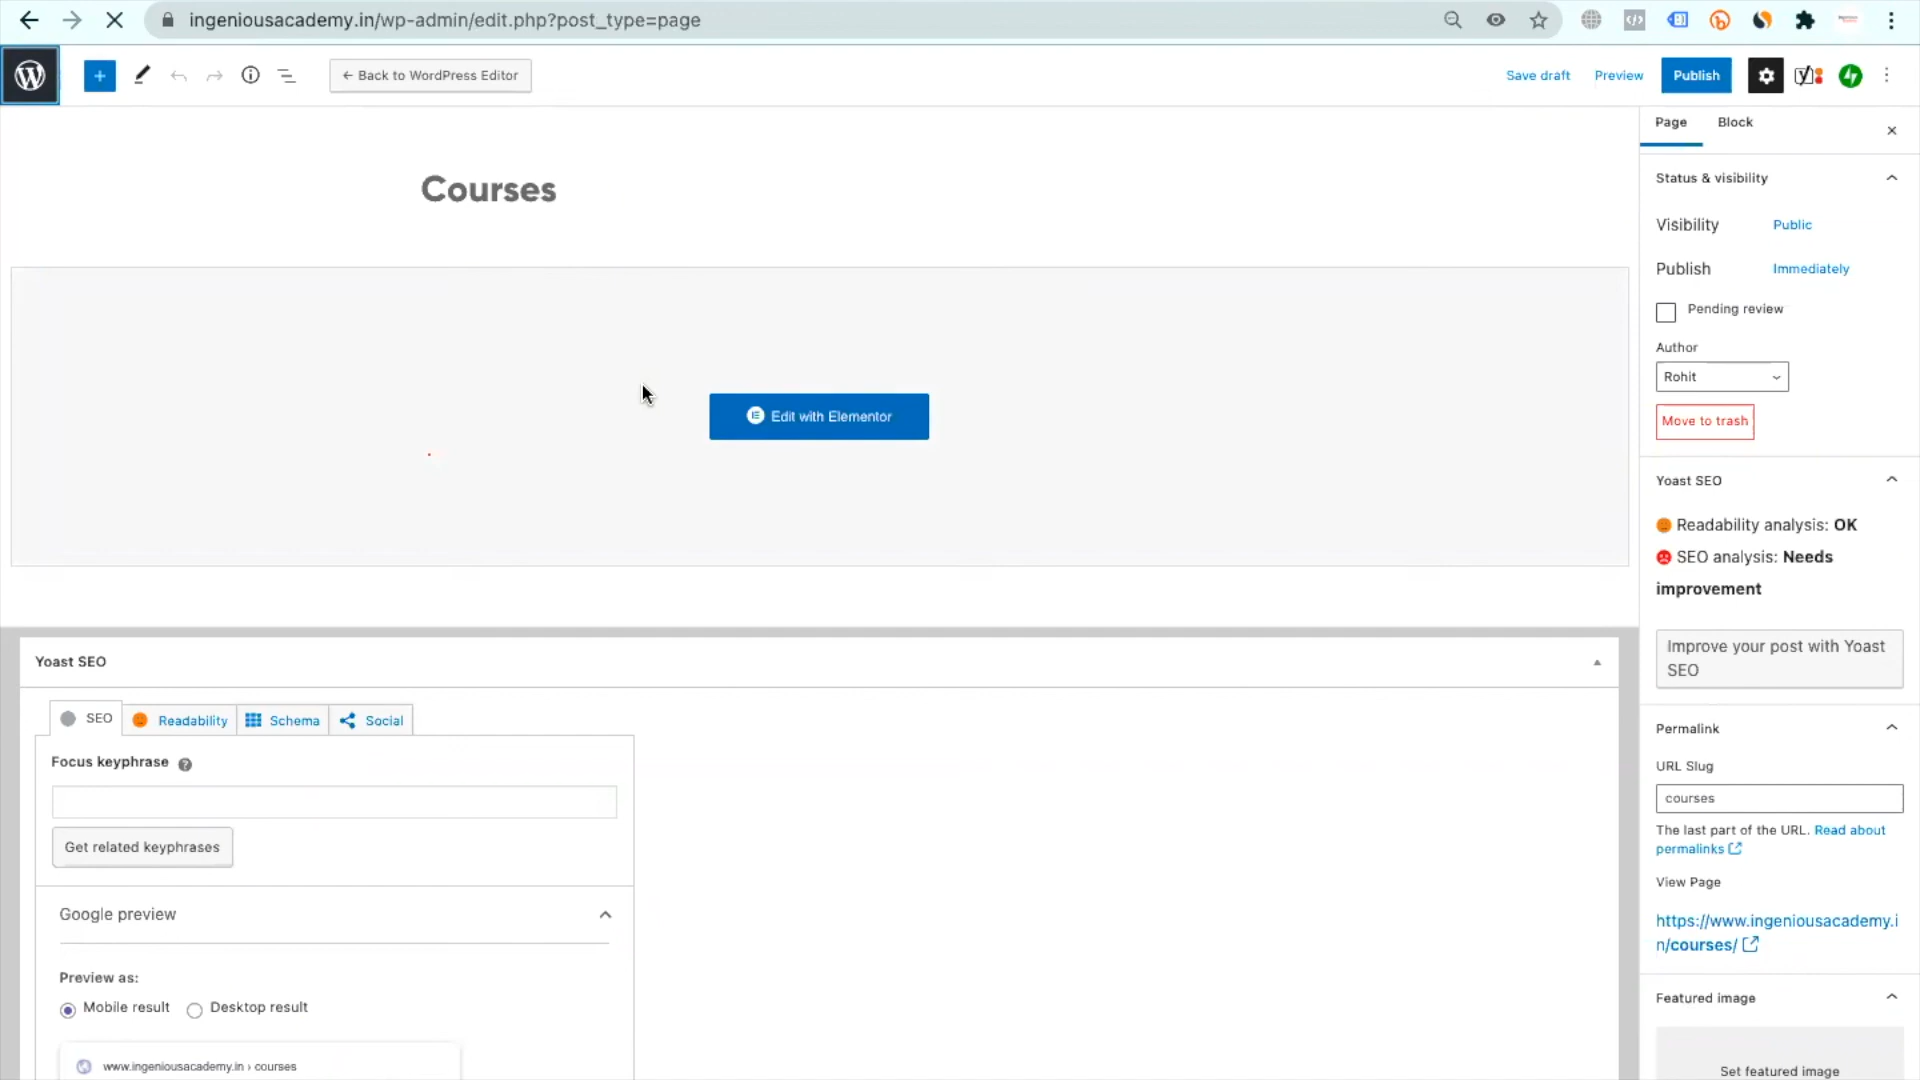 ingeniousacademy.in/wp-admin/edit.php?post_type=page
← Back to WordPress Editor
Save draft
Preview
Publish
Page
Block
Courses
Edit with Elementor
Status & visibility
Visibility
Public
Publish
Immediately
Pending review
Author
Rohit
Move to trash
Yoast SEO
Readability analysis: OK
SEO analysis: Needs
improvement
Improve your post with Yoast
SEO
Permalink
URL Slug
courses
The last part of the URL. Read about
permalinks
View Page
https://www.ingeniousacademy.i
n/courses/
Featured image
Set featured image
Yoast SEO
SEO
Readability
Schema
Social
Focus keyphrase
Get related keyphrases
Google preview
Preview as:
Mobile result
Desktop result
www.ingeniousacademy.in › courses